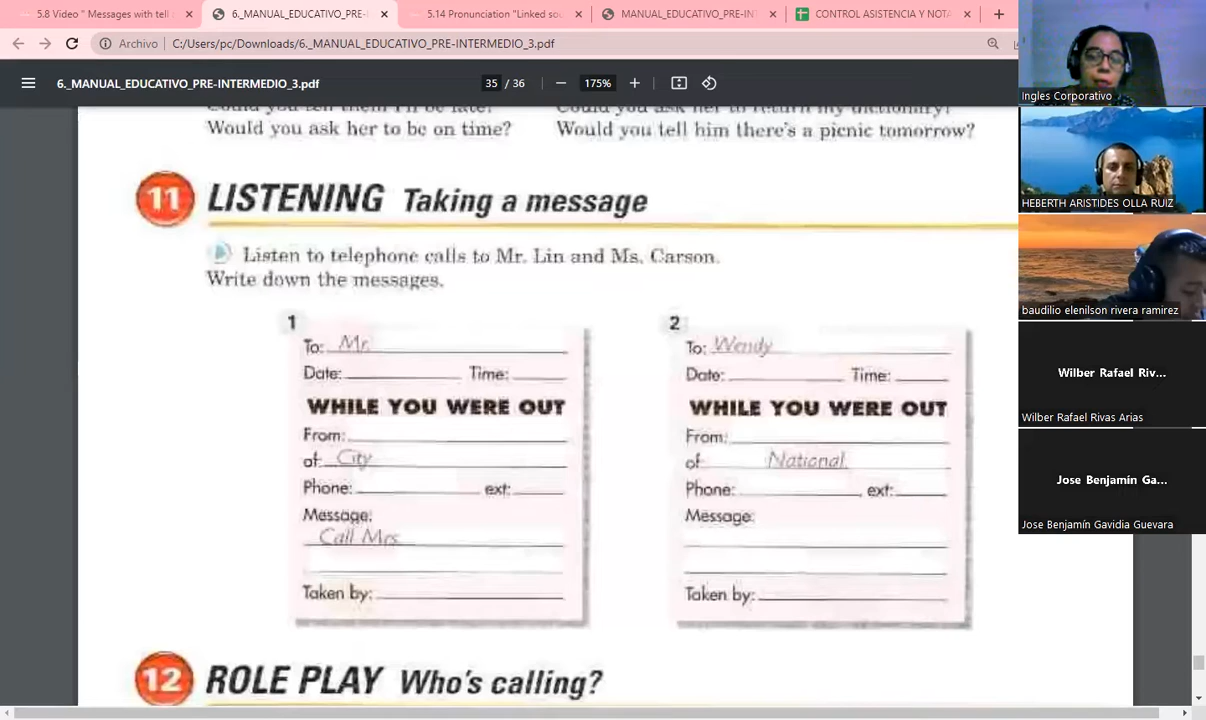 5.8 Video " Messages with tell
6._MANUAL_EDUCATIVO_PRE-
5.14 Pronunciation "Linked so
MANUAL_EDUCATIVO_PRE-IN
CONTROL ASISTENCIA Y NOTA
Archivo C:/Users/pc/Downloads/6._MANUAL_EDUCATIVO_PRE-INTERMEDIO_3.pdf
6._MANUAL_EDUCATIVO_PRE-INTERMEDIO_3.pdf
35 / 36
175%
Would you ask her to be on time? Would you tell him there's a picnic tomorrow?
11 LISTENING Taking a message
Listen to telephone calls to Mr. Lin and Ms. Carson.
Write down the messages.
1
To: Mr.
Date: Time:
WHILE YOU WERE OUT
From:
of City
Phone: ext:
Message:
Call Mrs.
Taken by:
2
To: Wendy
Date: Time:
WHILE YOU WERE OUT
From:
of National
Phone: ext:
Message:
Taken by:
12 ROLE PLAY Who's calling?
Ingles Corporativo
HEBERTH ARISTIDES OLLA RUIZ
baudilio elenilson rivera ramirez
Wilber Rafael Riv...
Wilber Rafael Rivas Arias
Jose Benjamín Ga...
Jose Benjamín Gavidia Guevara